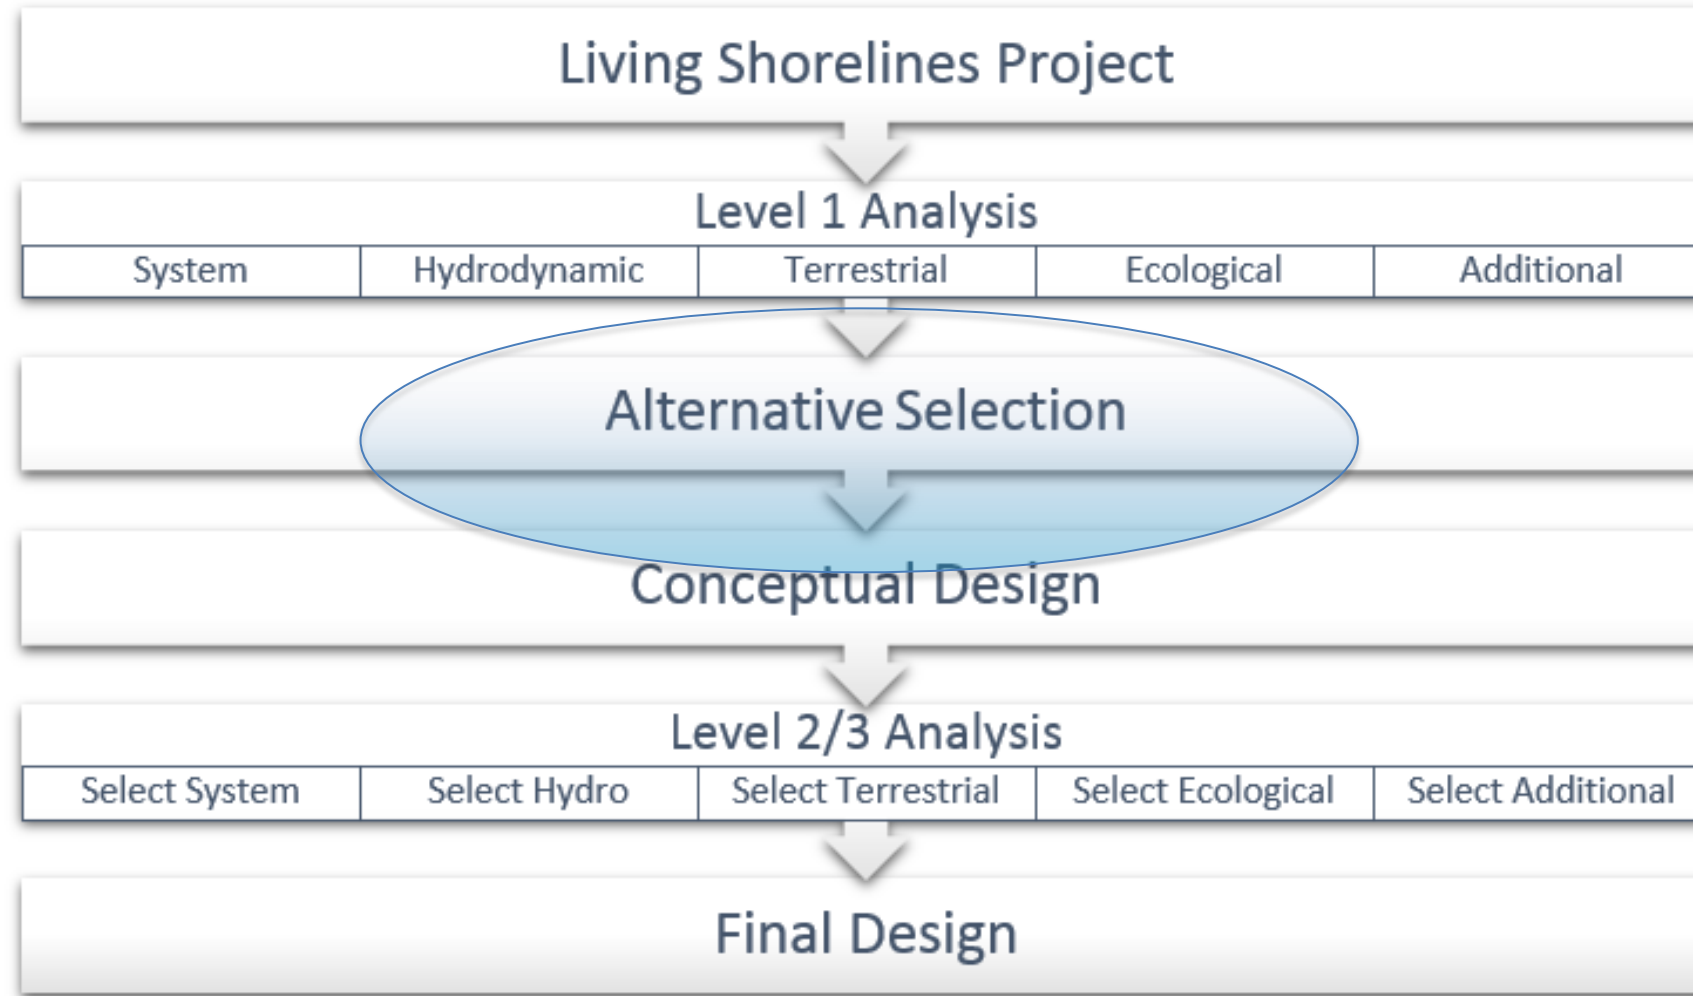 Living Shorelines Project
Level 1 Analysis
System Hydrodynamic Terrestrial Ecological Additional
Alternative Selection
Conceptual Design
Level 2/3 Analysis
Select System Select Hydro Select Terrestrial Select Ecological Select Additional
Final Design